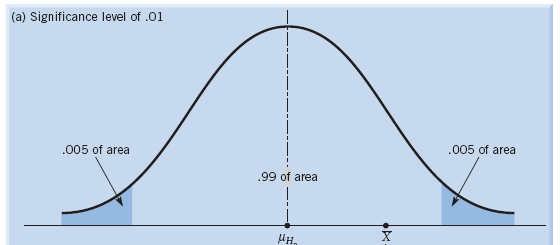 (a) Significance level of .01
.005 of area
.005 of area
.99 of area
μH₀
X̄